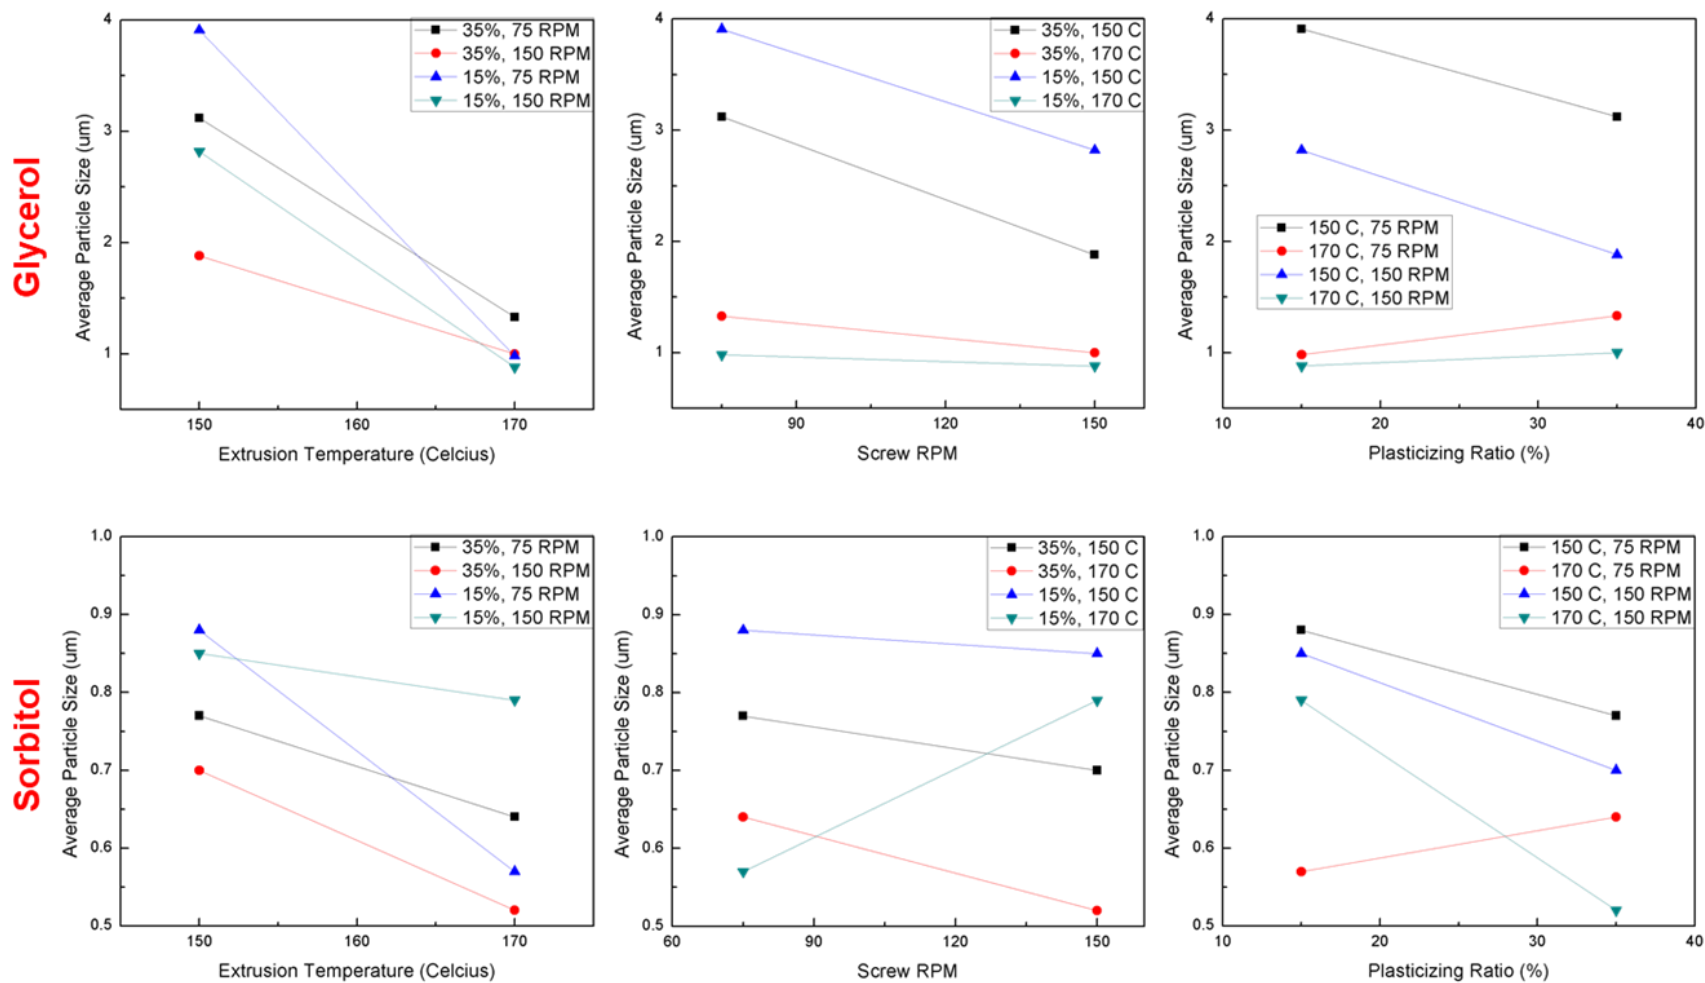 Glycerol
4
3
2
1
Average Particle Size (um)
35%, 75 RPM
35%, 150 RPM
15%, 75 RPM
15%, 150 RPM
150
160
170
Extrusion Temperature (Celcius)
4
3
2
1
Average Particle Size (um)
35%, 150 C
35%, 170 C
15%, 150 C
15%, 170 C
90
120
150
Screw RPM
4
3
2
1
Average Particle Size (um)
150 C, 75 RPM
170 C, 75 RPM
150 C, 150 RPM
170 C, 150 RPM
10
20
30
40
Plasticizing Ratio (%)
Sorbitol
1.0
0.9
0.8
0.7
0.6
0.5
Average Particle Size (um)
35%, 75 RPM
35%, 150 RPM
15%, 75 RPM
15%, 150 RPM
150
160
170
Extrusion Temperature (Celcius)
1.0
0.9
0.8
0.7
0.6
0.5
Average Particle Size (um)
35%, 150 C
35%, 170 C
15%, 150 C
15%, 170 C
60
90
120
150
Screw RPM
1.0
0.9
0.8
0.7
0.6
0.5
Average Particle Size (um)
150 C, 75 RPM
170 C, 75 RPM
150 C, 150 RPM
170 C, 150 RPM
10
20
30
40
Plasticizing Ratio (%)